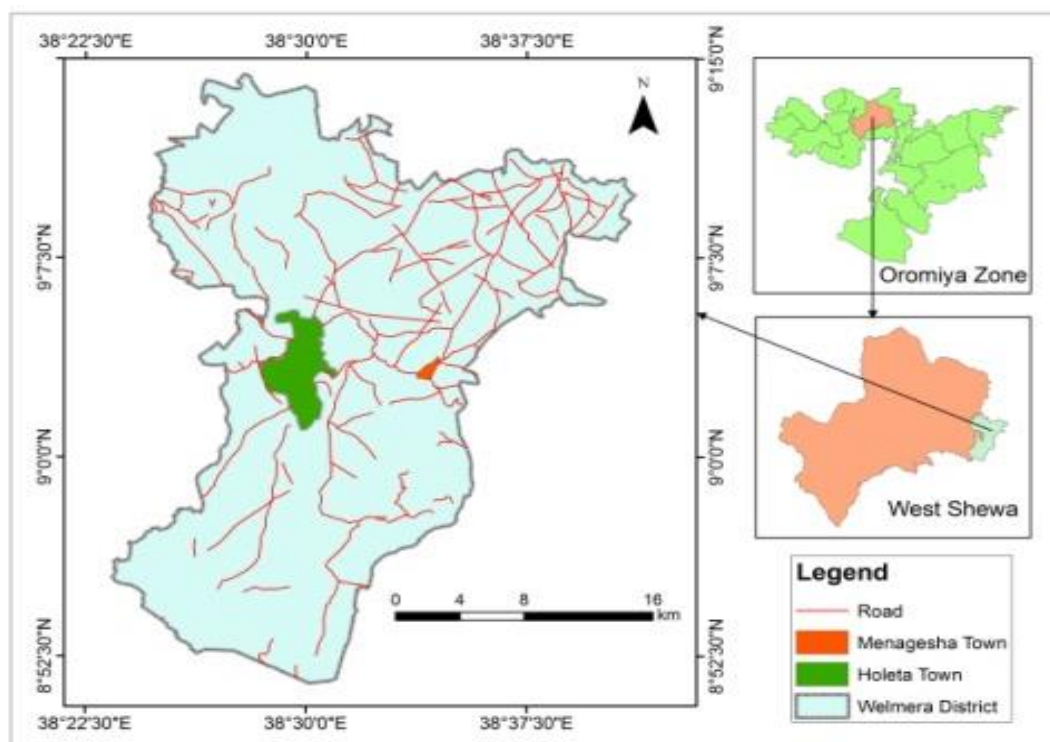 38°22'30"E 38°30'0"E 38°37'30"E
9°15'0"N
N
9°7'30"N 9°7'30"N
9°0'0"N 9°0'0"N
8°52'30"N 8°52'30"N
0 4 8 16
km
38°22'30"E 38°30'0"E 38°37'30"E
Oromiya Zone
West Shewa
Legend
Road
Menagesha Town
Holeta Town
Welmera District